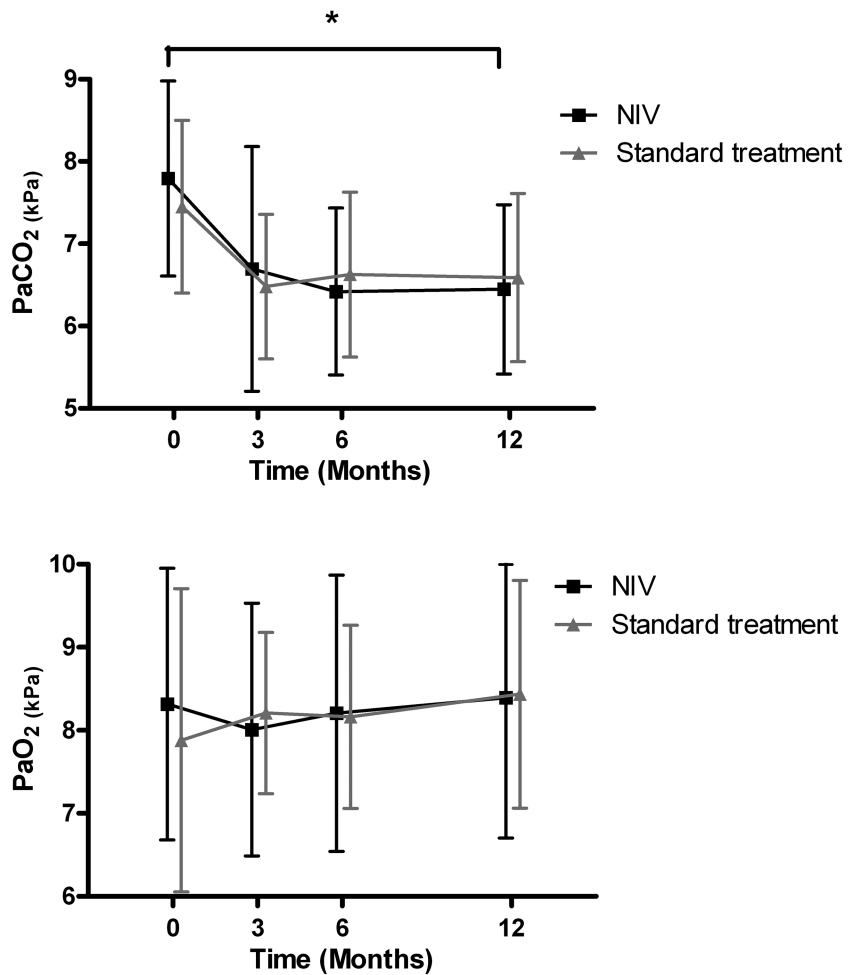 *
9
8
7
6
5
PaCO2 (kPa)
NIV
Standard treatment
0 3 6 12
Time (Months)
10
9
8
7
6
PaO2 (kPa)
NIV
Standard treatment
0 3 6 12
Time (Months)